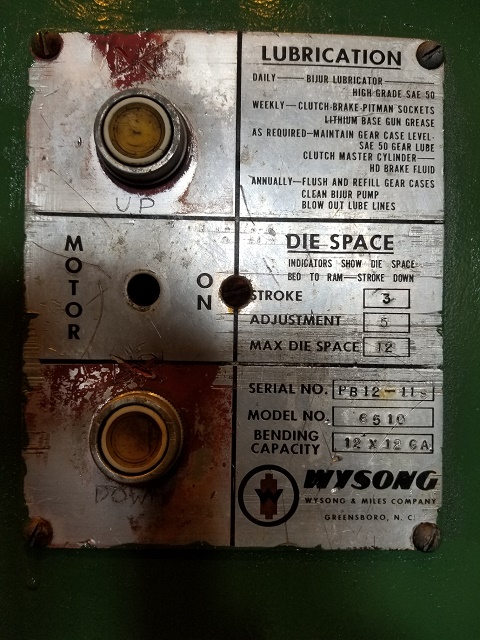 UP
MOTOR
ON
DOWN
LUBRICATION
DAILY——BIJUR LUBRICATOR——
HIGH GRADE SAE 50
WEEKLY—CLUTCH-BRAKE-PITMAN SOCKETS
LITHIUM BASE GUN GREASE
AS REQUIRED—MAINTAIN GEAR CASE LEVEL-
SAE 50 GEAR LUBE
CLUTCH MASTER CYLINDER—
HD BRAKE FLUID
ANNUALLY—FLUSH AND REFILL GEAR CASES
CLEAN BIJUR PUMP
BLOW OUT LUBE LINES
DIE SPACE
INDICATORS SHOW DIE SPACE
BED TO RAM—STROKE DOWN
STROKE 3
ADJUSTMENT 5
MAX DIE SPACE 12
SERIAL NO. PB12-11
MODEL NO. 6510
BENDING
CAPACITY 12 X 12 GA
W
WYSONG
WYSONG & MILES COMPANY
GREENSBORO, N. C.